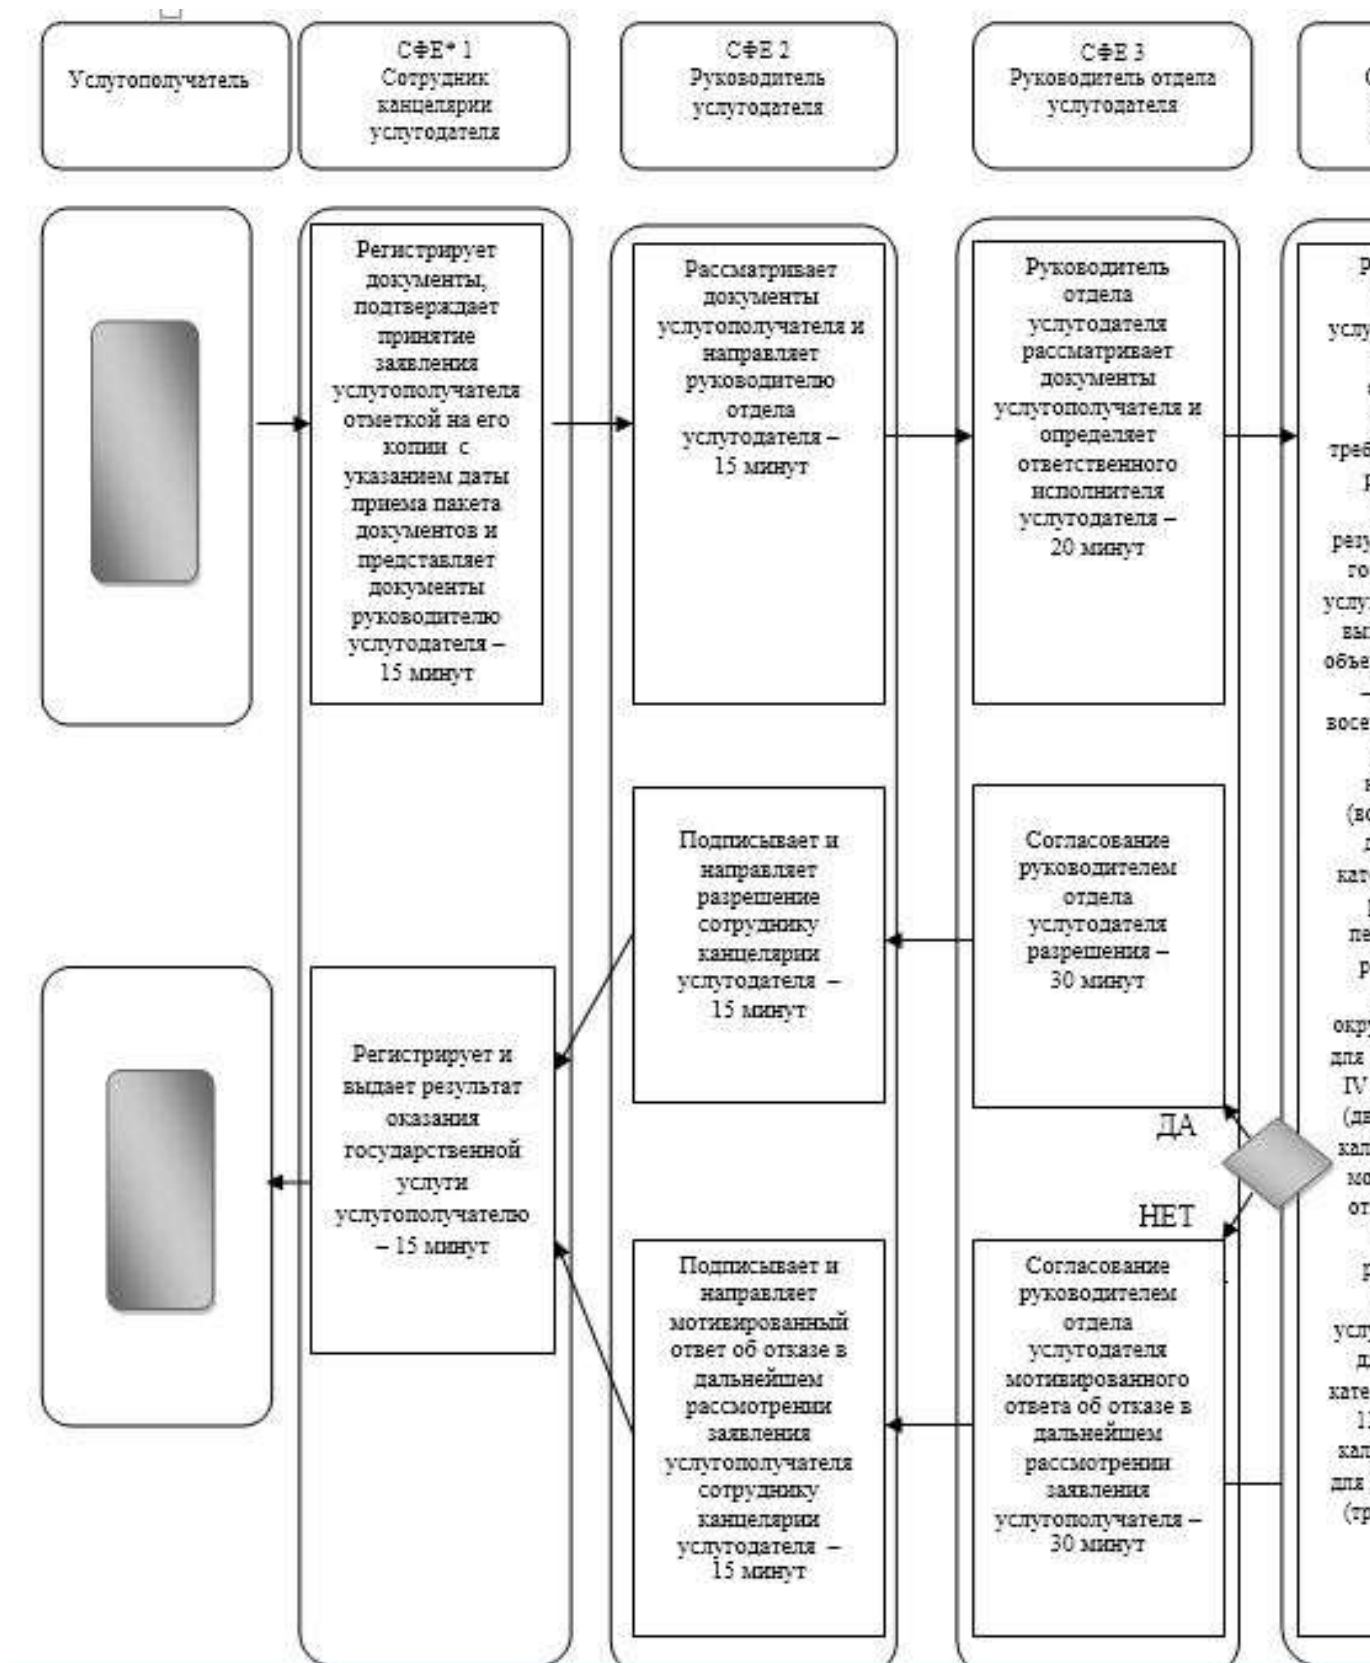 Услугополучатель
СФЕ* 1
Сотрудник
канцелярии
услугодателя
СФЕ 2
Руководитель
услугодателя
СФЕ 3
Руководитель отдела
услугодателя
Регистрирует
документы,
подтверждает
принятие
заявления
услугополучателя
отметкой на его
копии с
указанием даты
приема пакета
документов и
представляет
документы
руководителю
услугодателя –
15 минут
Рассматривает
документы
услугополучателя и
направляет
руководителю
отдела
услугодателя –
15 минут
Руководитель
отдела
услугодателя
рассматривает
документы
услугополучателя и
определяет
ответственного
исполнителя
услугодателя –
20 минут
Подписывает и
направляет
разрешение
сотруднику
канцелярии
услугодателя –
15 минут
Согласование
руководителем
отдела
услугодателя
разрешения –
30 минут
ДА
НЕТ
Регистрирует и
выдает результат
оказания
государственной
услуги
услугополучателю
– 15 минут
Подписывает и
направляет
мотивированный
ответ об отказе в
дальнейшем
рассмотрении
заявления
услугополучателя
сотруднику
канцелярии
услугодателя –
15 минут
Согласование
руководителем
отдела
услугодателя
мотивированного
ответа об отказе в
дальнейшем
рассмотрении
заявления
услугополучателя –
30 минут
IV
для
для